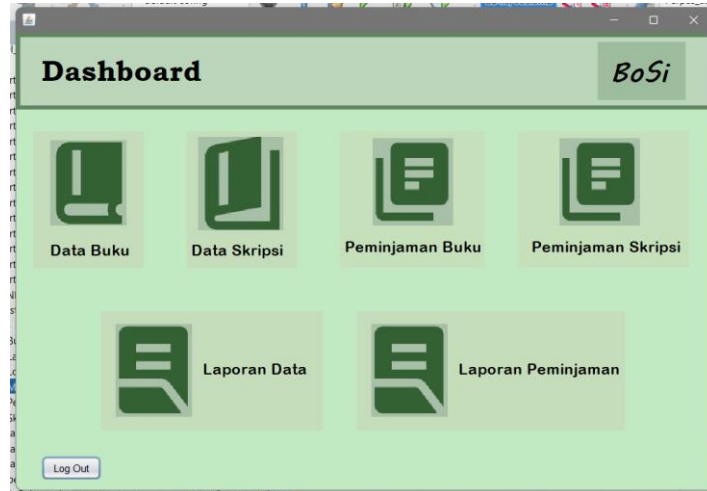 Dashboard
BoSi
Data Buku
Data Skripsi
Peminjaman Buku
Peminjaman Skripsi
Laporan Data
Laporan Peminjaman
Log Out